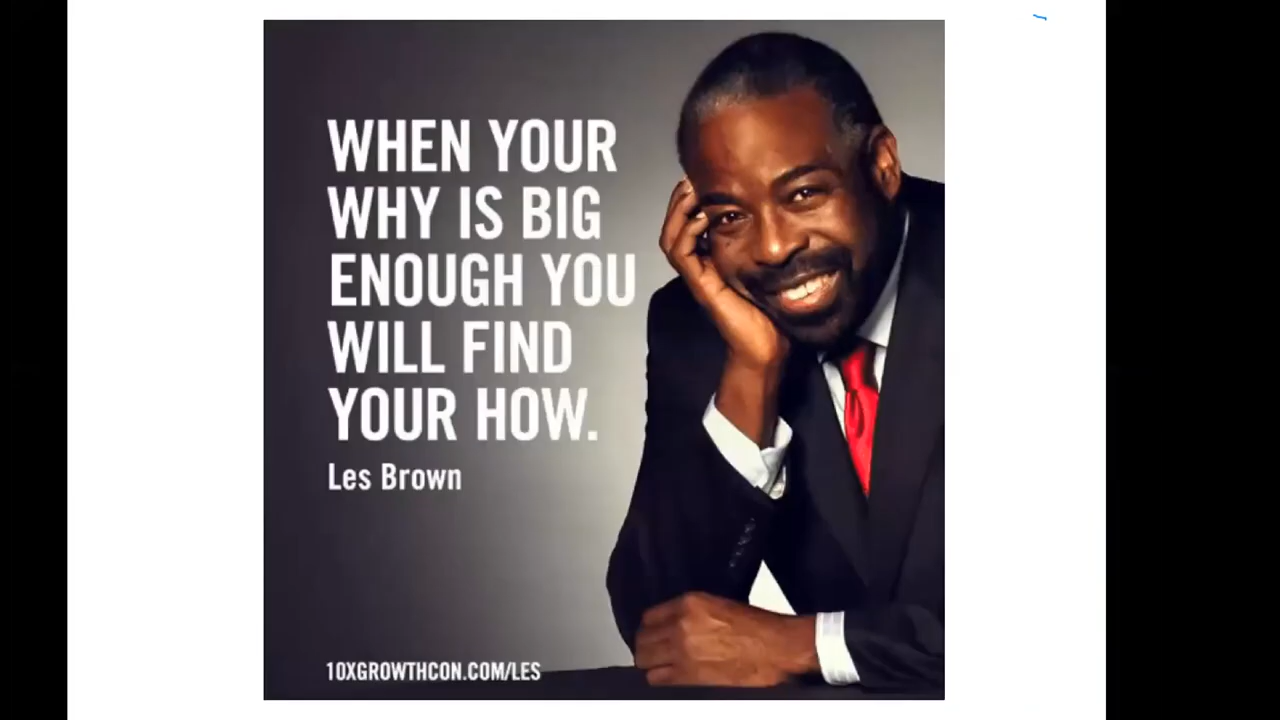 WHEN YOUR
WHY IS BIG
ENOUGH YOU
WILL FIND
YOUR HOW.
Les Brown
10XGROWTHCON.COM/LES